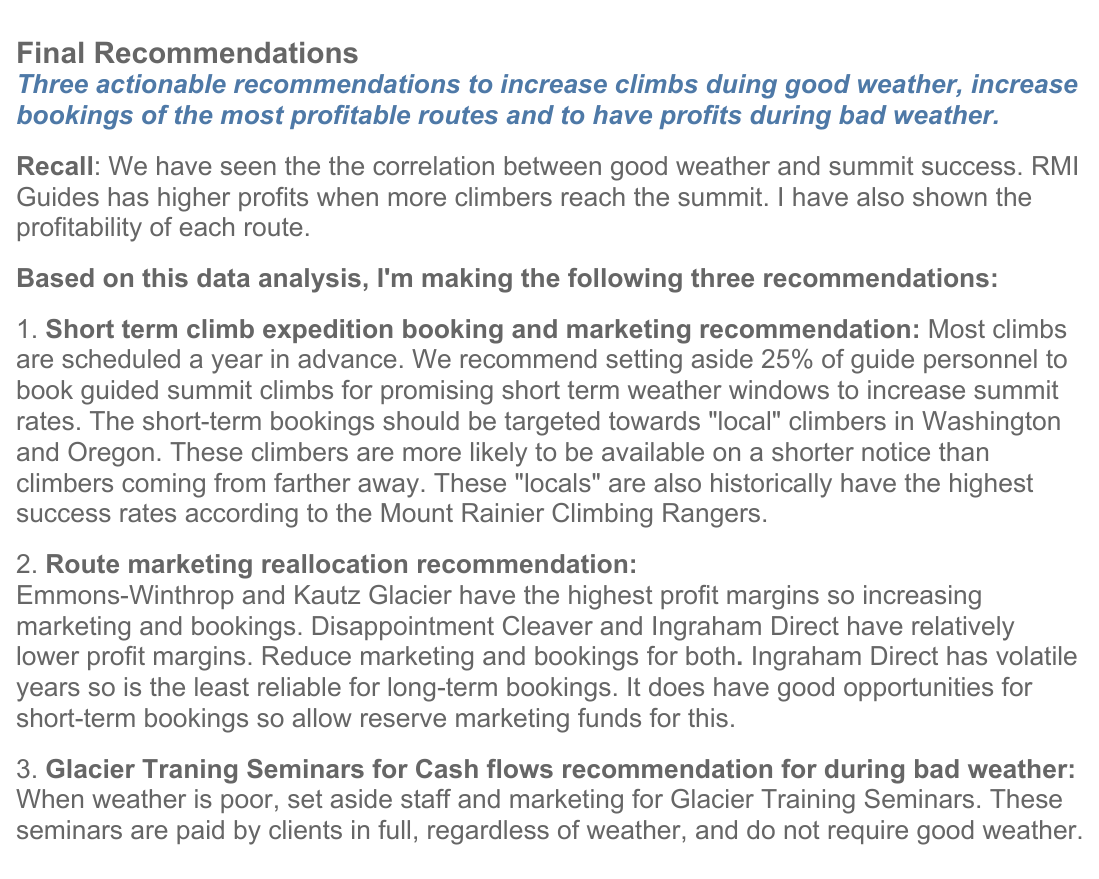 Final Recommendations
Three actionable recommendations to increase climbs duing good weather, increase
bookings of the most profitable routes and to have profits during bad weather.
Recall: We have seen the the correlation between good weather and summit success. RMI
Guides has higher profits when more climbers reach the summit. I have also shown the
profitability of each route.
Based on this data analysis, I'm making the following three recommendations:
1. Short term climb expedition booking and marketing recommendation: Most climbs
are scheduled a year in advance. We recommend setting aside 25% of guide personnel to
book guided summit climbs for promising short term weather windows to increase summit
rates. The short-term bookings should be targeted towards "local" climbers in Washington
and Oregon. These climbers are more likely to be available on a shorter notice than
climbers coming from farther away. These "locals" are also historically have the highest
success rates according to the Mount Rainier Climbing Rangers.
2. Route marketing reallocation recommendation:
Emmons-Winthrop and Kautz Glacier have the highest profit margins so increasing
marketing and bookings. Disappointment Cleaver and Ingraham Direct have relatively
lower profit margins. Reduce marketing and bookings for both. Ingraham Direct has volatile
years so is the least reliable for long-term bookings. It does have good opportunities for
short-term bookings so allow reserve marketing funds for this.
3. Glacier Traning Seminars for Cash flows recommendation for during bad weather:
When weather is poor, set aside staff and marketing for Glacier Training Seminars. These
seminars are paid by clients in full, regardless of weather, and do not require good weather.